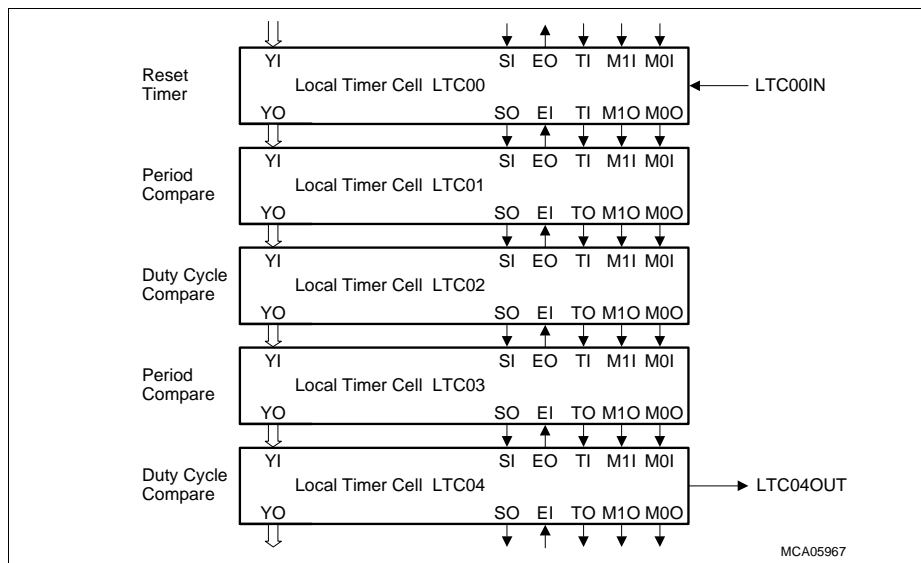 YI SI EO TI M1I M0I
Reset
Timer
Local Timer Cell LTC00
LTC00IN
YO SO EI TI M1O M0O
YI SI EO TI M1I M0I
Period
Compare
Local Timer Cell LTC01
YO SO EI TO M1O M0O
YI SI EO TI M1I M0I
Duty Cycle
Compare
Local Timer Cell LTC02
YO SO EI TO M1O M0O
YI SI EO TI M1I M0I
Period
Compare
Local Timer Cell LTC03
YO SO EI TO M1O M0O
YI SI EO TI M1I M0I
Duty Cycle
Compare
Local Timer Cell LTC04
LTC04OUT
YO SO EI TO M1O M0O
MCA05967